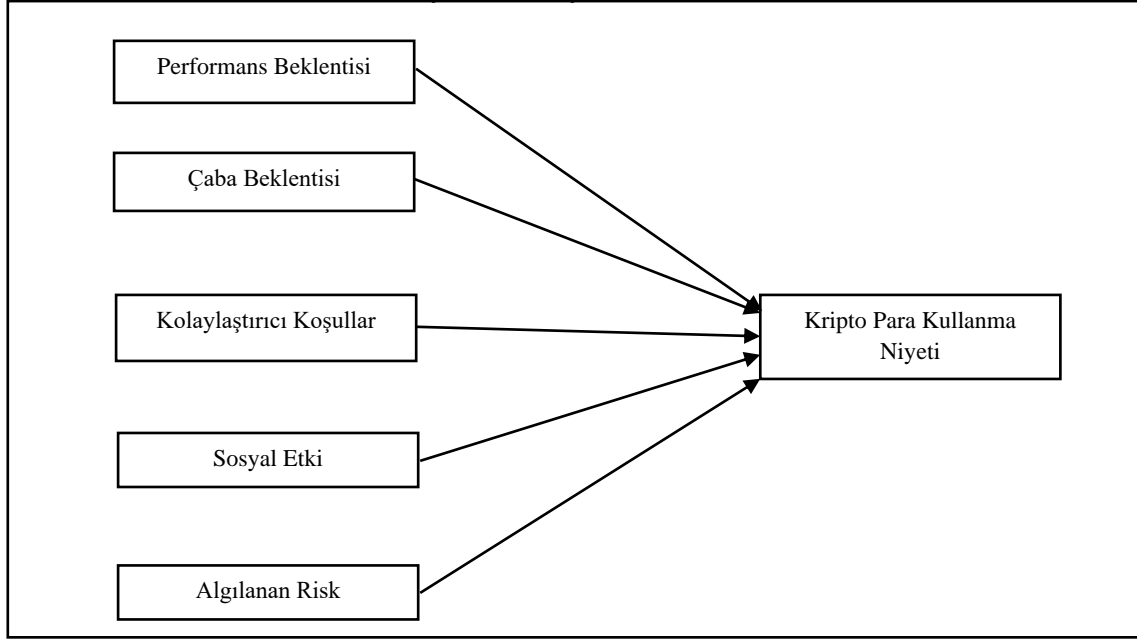 Performans Beklentisi
Çaba Beklentisi
Kolaylaştırıcı Koşullar
Kripto Para Kullanma
Niyeti
Sosyal Etki
Algılanan Risk